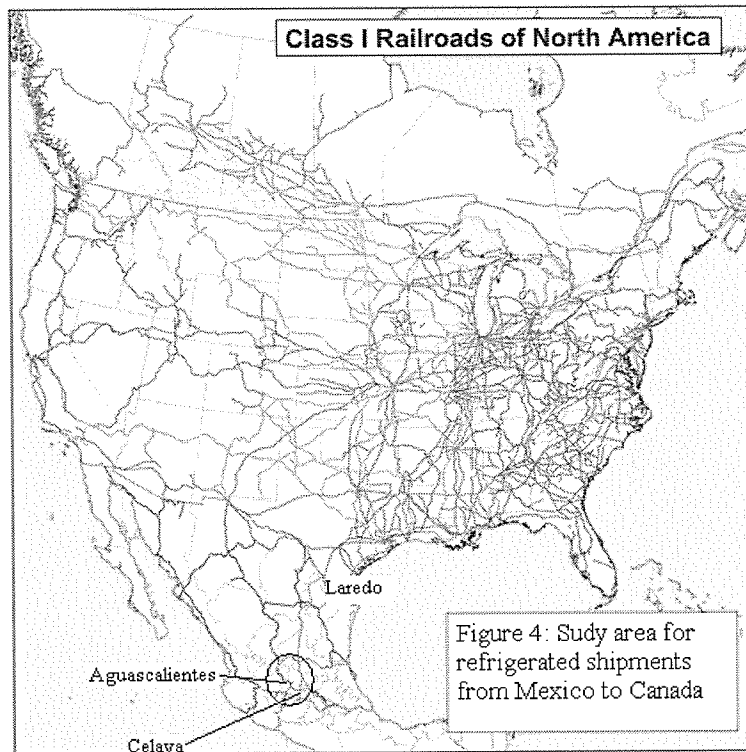 Class I Railroads of North America
Laredo
Aguascalientes
Celaya
Figure 4: Sudy area for
refrigerated shipments
from Mexico to Canada